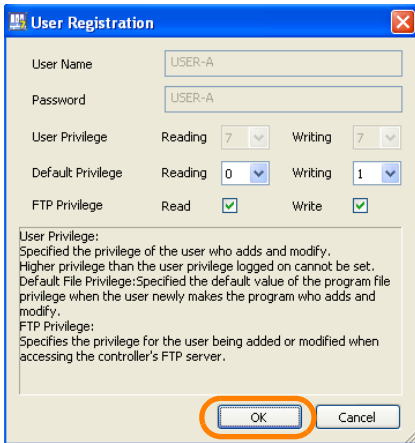 User Registration
User Name USER-A
Password USER-A
User Privilege Reading 7 Writing 7
Default Privilege Reading 0 Writing 1
FTP Privilege Read Write
User Privilege:
Specified the privilege of the user who adds and modify.
Higher privilege than the user privilege logged on cannot be set.
Default File Privilege:Specified the default value of the program file
privilege when the user newly makes the program who adds and
modify.
FTP Privilege:
Specifies the privilege for the user being added or modified when
accessing the controller's FTP server.
OK Cancel